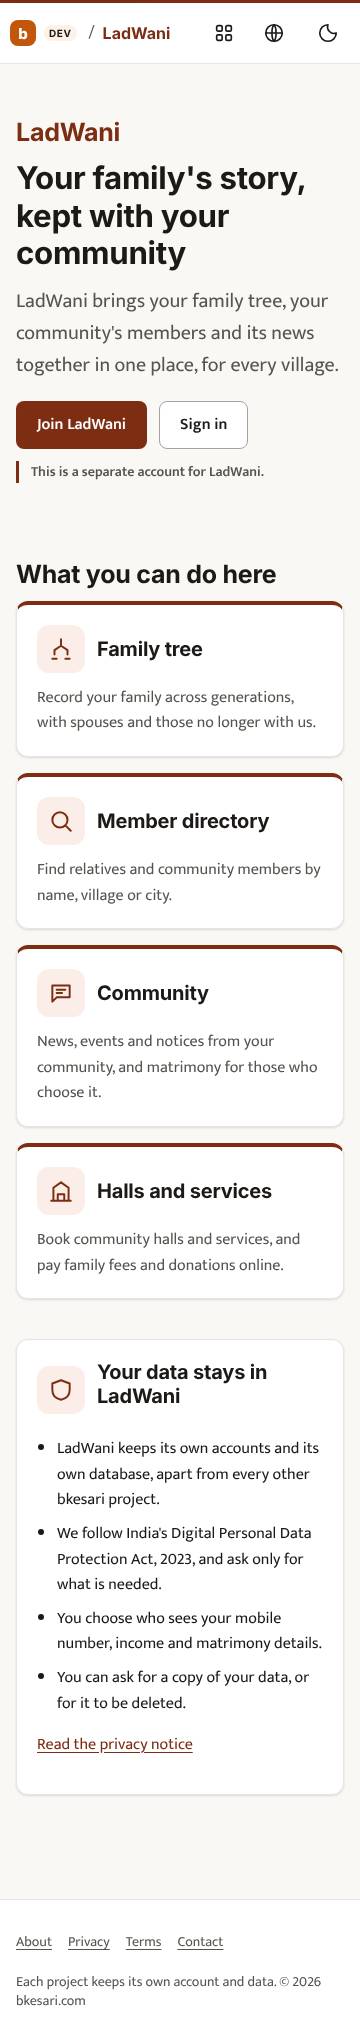 b DEV / LadWani
LadWani
Your family's story,
kept with your
community
LadWani brings your family tree, your
community's members and its news
together in one place, for every village.
Join LadWani Sign in
This is a separate account for LadWani.
What you can do here
Family tree
Record your family across generations,
with spouses and those no longer with us.
Member directory
Find relatives and community members by
name, village or city.
Community
News, events and notices from your
community, and matrimony for those who
choose it.
Halls and services
Book community halls and services, and
pay family fees and donations online.
Your data stays in
LadWani
• LadWani keeps its own accounts and its
own database, apart from every other
bkesari project.
• We follow India's Digital Personal Data
Protection Act, 2023, and ask only for
what is needed.
• You choose who sees your mobile
number, income and matrimony details.
• You can ask for a copy of your data, or
for it to be deleted.
Read the privacy notice
About Privacy Terms Contact
Each project keeps its own account and data. © 2026
bkesari.com